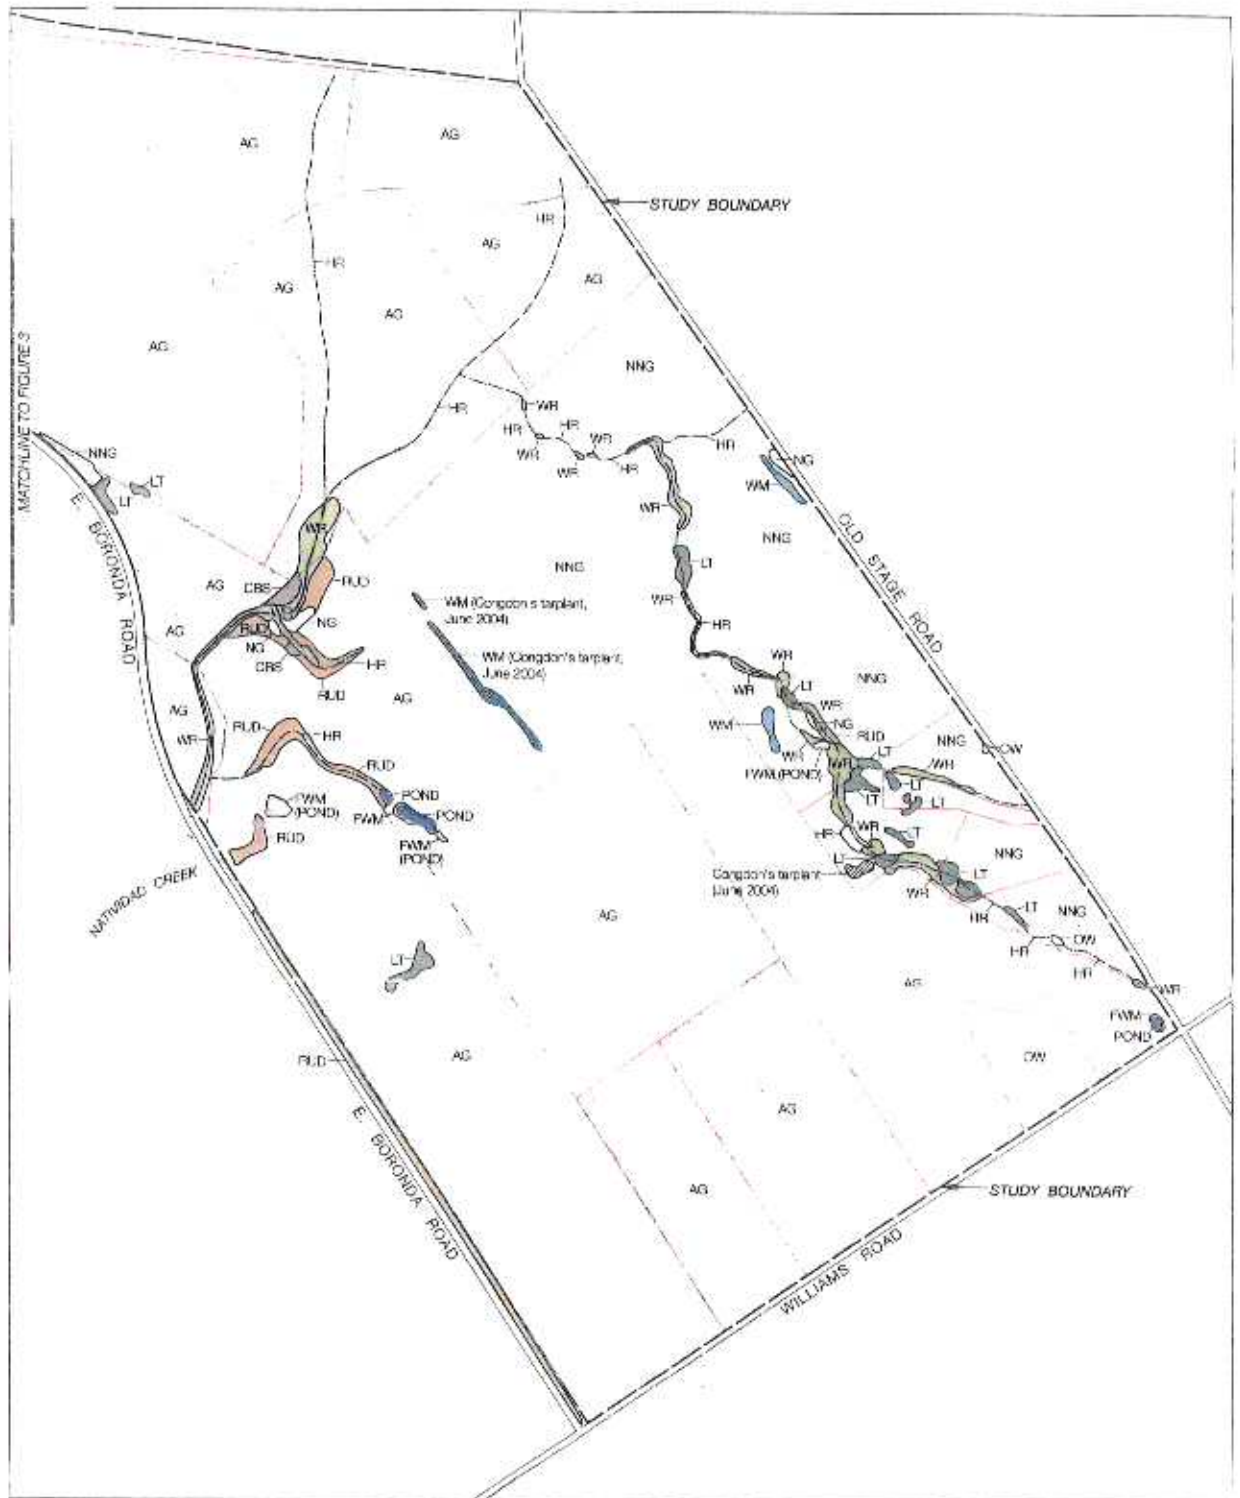 AG
AG
STUDY BOUNDARY
HR
AG
HR
AG
AG
AG
AG
MATCHLINE TO FIGURE 3
NNG
HR
WR
HR
HR
WR
WR
WR
HR
HR
NNG
LT
LT
NG
WM
WR
WR
E. BORONDA ROAD
OLD STAGE ROAD
NNG
NNG
LT
AG
CBS
RUD
WR
WM (Congdon's tarplant,
June 2004)
HR
AG
RUD
NG
NG
CBS
HR
RUD
WM (Congdon's tarplant,
June 2004)
WR
WR
LT
NNG
AG
AG
WR
WR
RUD
HR
WM
NG
RUD
NNG
OW
WR
WR
LT
WR
FWM (POND)
RUD
POND
LT
FWM
(POND)
FWM
POND
LT
LT
RUD
FWM
(POND)
HR
WR
LT
NNG
LT
NATIVIDAD CREEK
Congdon's tarplant
(June 2004)
LT
WR
LT
NNG
AG
HR
OW
HR
LT
HR
WR
AG
FWM
POND
RUD
AG
OW
E. BORONDA ROAD
AG
AG
STUDY BOUNDARY
WILLIAMS ROAD